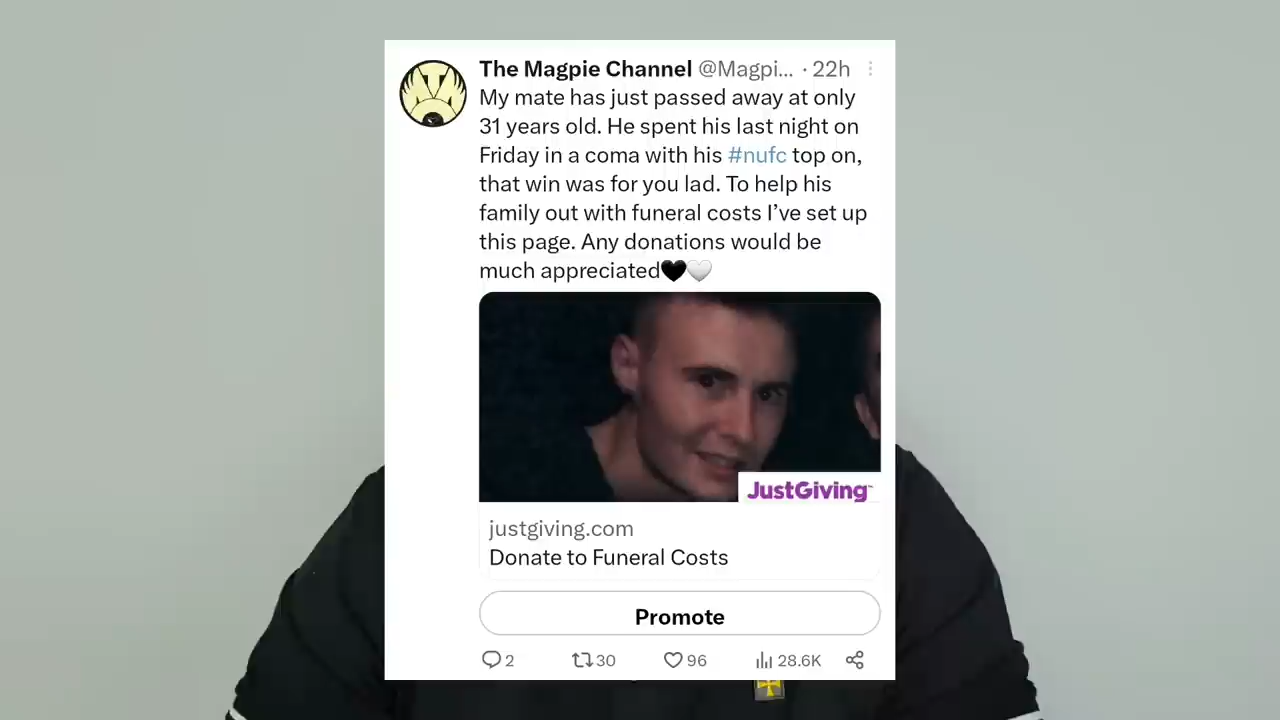 The Magpie Channel @Magpi... · 22h
My mate has just passed away at only
31 years old. He spent his last night on
Friday in a coma with his #nufc top on,
that win was for you lad. To help his
family out with funeral costs I’ve set up
this page. Any donations would be
much appreciated🖤🤍
JustGiving™
justgiving.com
Donate to Funeral Costs
Promote
2 30 96 28.6K